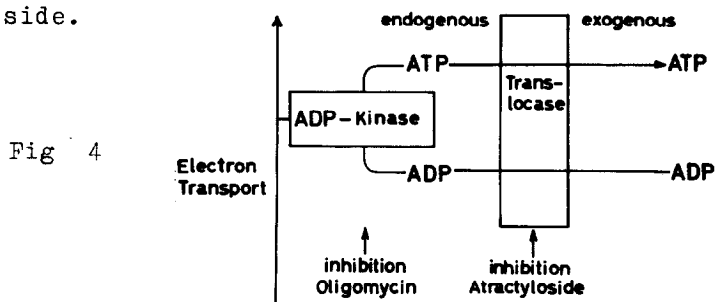 side.
endogenous
exogenous
ATP
Trans-
locase
ATP
ADP-Kinase
Fig 4
Electron
Transport
ADP
ADP
inhibition
Oligomycin
inhibition
Atractyloside